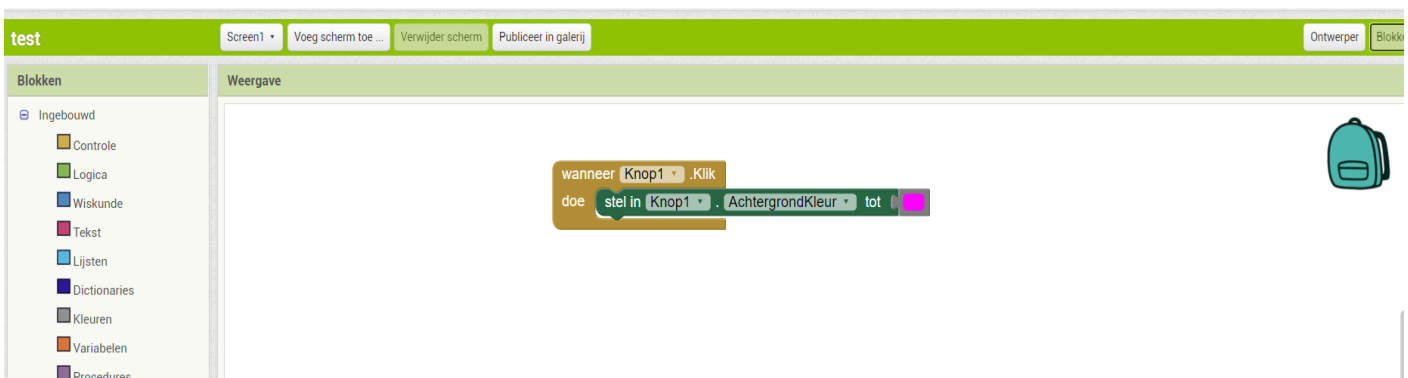 test
Screen1
Voeg scherm toe ...
Verwijder scherm
Publiceer in galerij
Ontwerper
Blokken
Weergave
Ingebouwd
Controle
Logica
Wiskunde
Tekst
Lijsten
Dictionaries
Kleuren
Variabelen
Procedures
wanneer Knop1 .Klik
doe stel in Knop1 . AchtergrondKleur tot